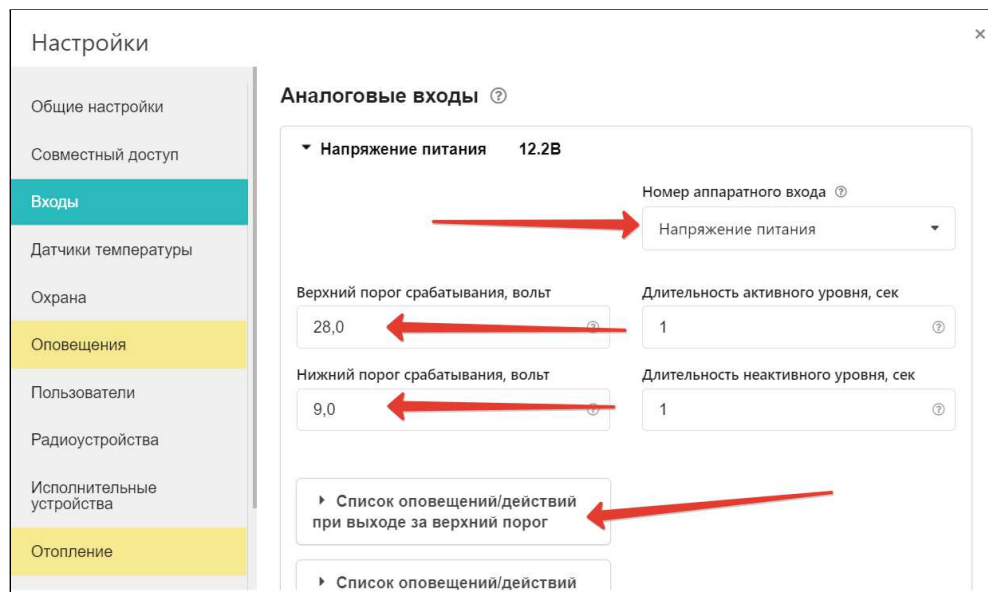 Настройки
×
Общие настройки
Совместный доступ
Входы
Датчики температуры
Охрана
Оповещения
Пользователи
Радиоустройства
Исполнительные
устройства
Отопление
Аналоговые входы ?
Напряжение питания 12.2В
Номер аппаратного входа ?
Напряжение питания
Верхний порог срабатывания, вольт
28,0 ?
Длительность активного уровня, сек
1 ?
Нижний порог срабатывания, вольт
9,0 ?
Длительность неактивного уровня, сек
1 ?
Список оповещений/действий
при выходе за верхний порог
Список оповещений/действий